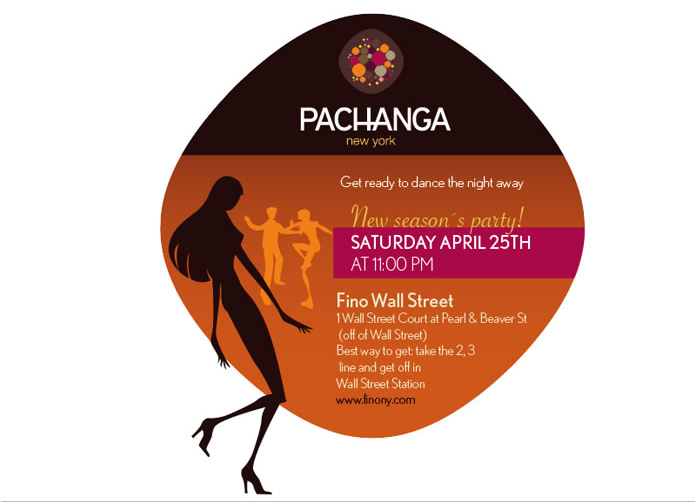 PACHANGA
new york
Get ready to dance the night away
New season´s party!
SATURDAY APRIL 25TH
AT 11:00 PM
Fino Wall Street
1 Wall Street Court at Pearl & Beaver St
(off of Wall Street)
Best way to get: take the 2, 3
line and get off in
Wall Street Station
www.finony.com